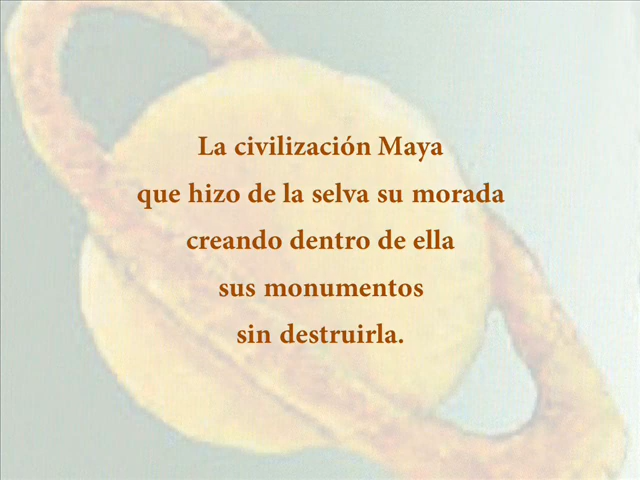 La civilización Maya
que hizo de la selva su morada
creando dentro de ella
sus monumentos
sin destruirla.